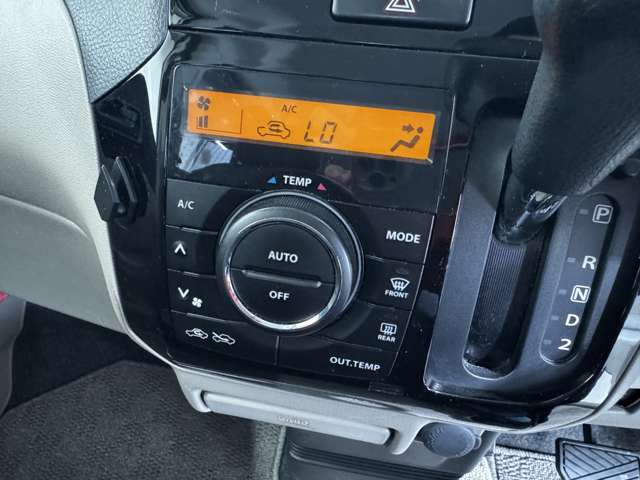 A/C
LO
TEMP
A/C
MODE
AUTO
OFF
FRONT
REAR
OUT.TEMP
P
R
N
D
2